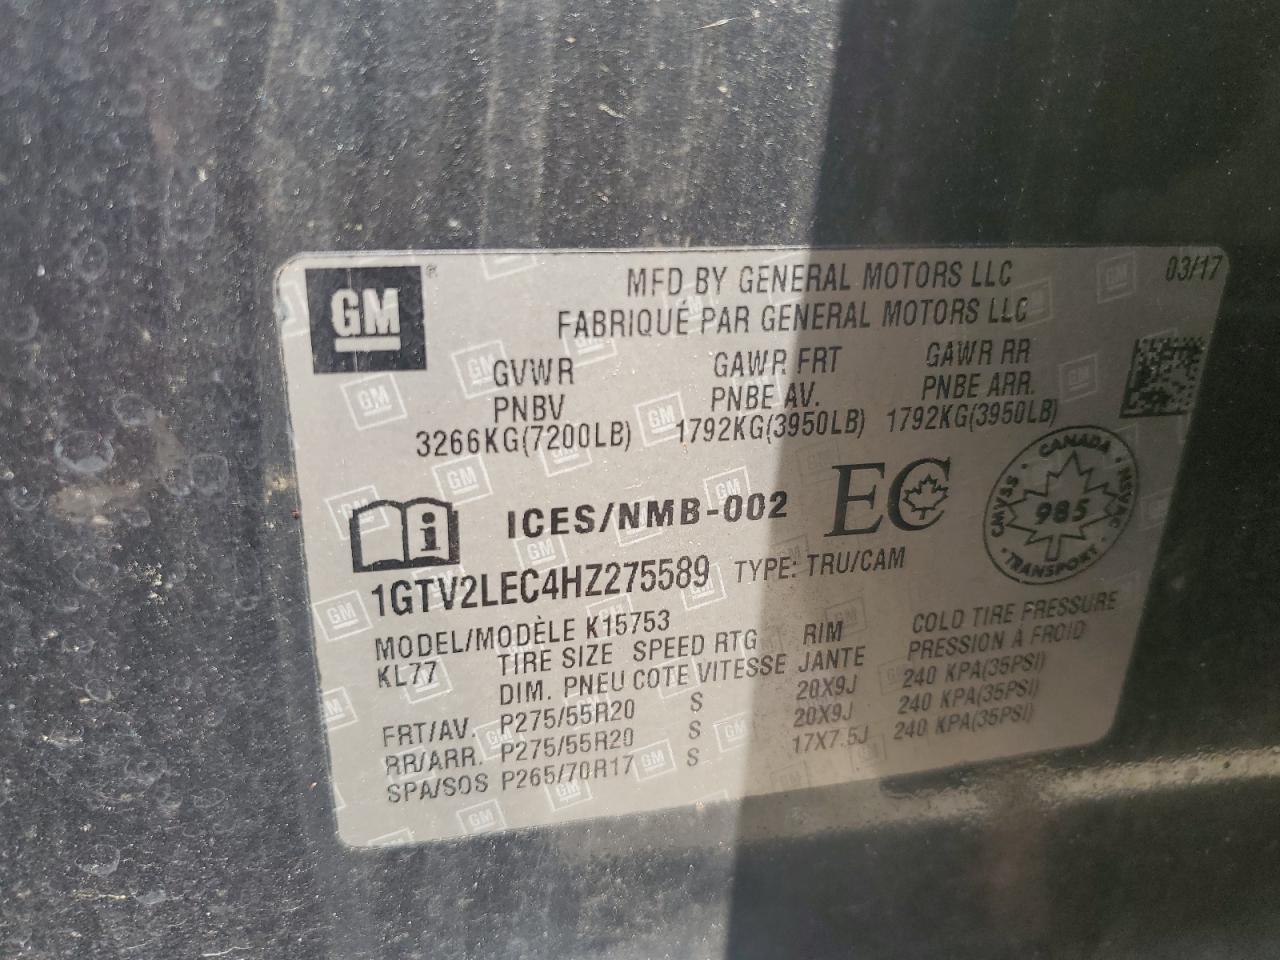 GM®
MFD BY GENERAL MOTORS LLC 03/17
FABRIQUÉ PAR GENERAL MOTORS LLC
GVWR GAWR FRT GAWR RR
PNBV PNBE AV. PNBE ARR.
3266KG(7200LB) 1792KG(3950LB) 1792KG(3950LB)
i ICES/NMB-002 EC
CANADA
CMVSS 985 NSVAC
TRANSPORT
1GTV2LEC4HZ275589 TYPE: TRU/CAM
MODEL/MODÈLE K15753
KL77 TIRE SIZE SPEED RTG RIM COLD TIRE PRESSURE
DIM. PNEU COTE VITESSE JANTE PRESSION À FROID
FRT/AV. P275/55R20 S 20X9J 240 KPA(35PSI)
RR/ARR. P275/55R20 S 20X9J 240 KPA(35PSI)
SPA/SOS P265/70R17 S 17X7.5J 240 KPA(35PSI)